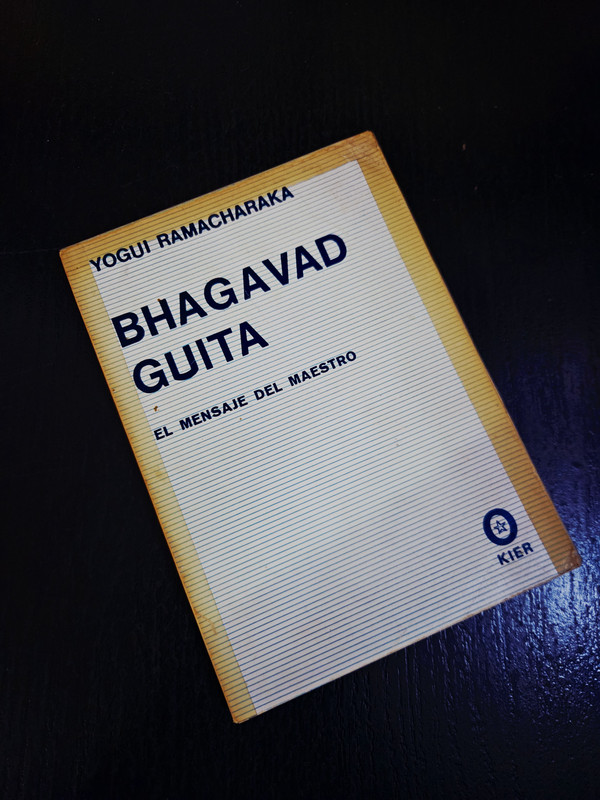 YOGUI RAMACHARAKA
BHAGAVAD
GUITA
EL MENSAJE DEL MAESTRO
KIER